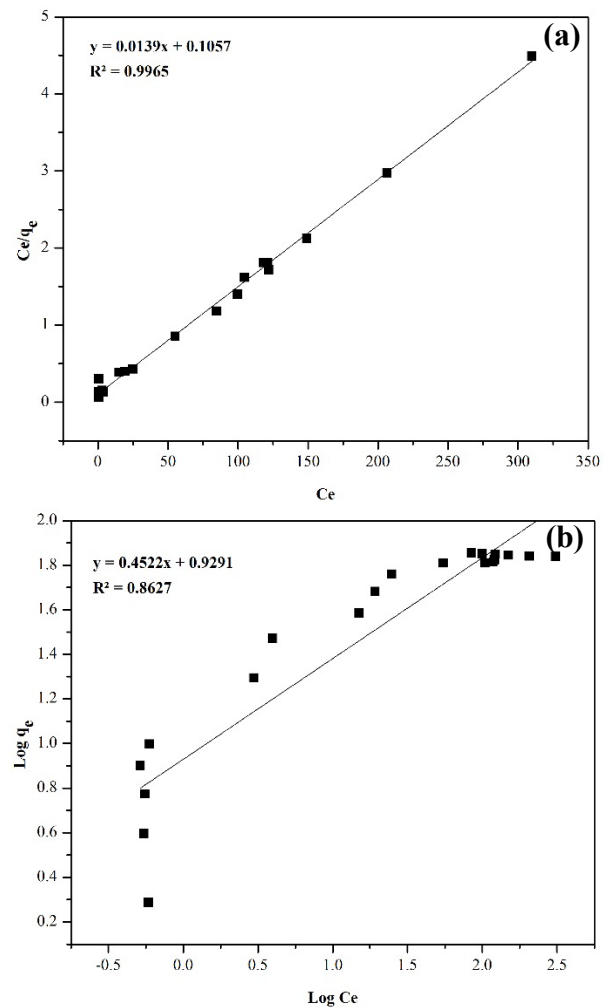 (a)
y = 0.0139x + 0.1057
R² = 0.9965
5
4
3
2
1
0
Ce/qe
0 50 100 150 200 250 300 350
Ce
(b)
y = 0.4522x + 0.9291
R² = 0.8627
2.0
1.8
1.6
1.4
1.2
1.0
0.8
0.6
0.4
0.2
Log qe
-0.5 0.0 0.5 1.0 1.5 2.0 2.5
Log Ce